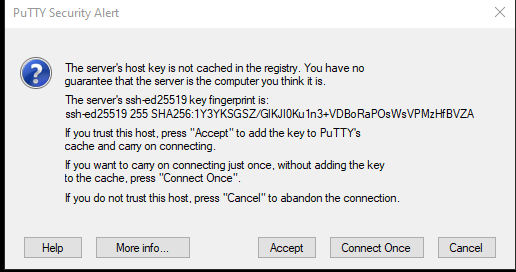 PuTTY Security Alert
The server's host key is not cached in the registry. You have no
guarantee that the server is the computer you think it is.
The server's ssh-ed25519 key fingerprint is:
ssh-ed25519 255 SHA256:1Y3YKSGSZ/GlKJI0Ku1n3+VDBoRaPOsWsVPMzHfBVZA
If you trust this host, press "Accept" to add the key to PuTTY's
cache and carry on connecting.
If you want to carry on connecting just once, without adding the key
to the cache, press "Connect Once".
If you do not trust this host, press "Cancel" to abandon the connection.
Help More info... Accept Connect Once Cancel